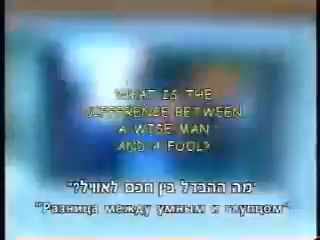 WHAT IS THE
DIFFERENCE BETWEEN
A WISE MAN
AND A FOOL?
"מה ההבדל בין חכם לאוויל?"
"Разница между умным и глупцом"